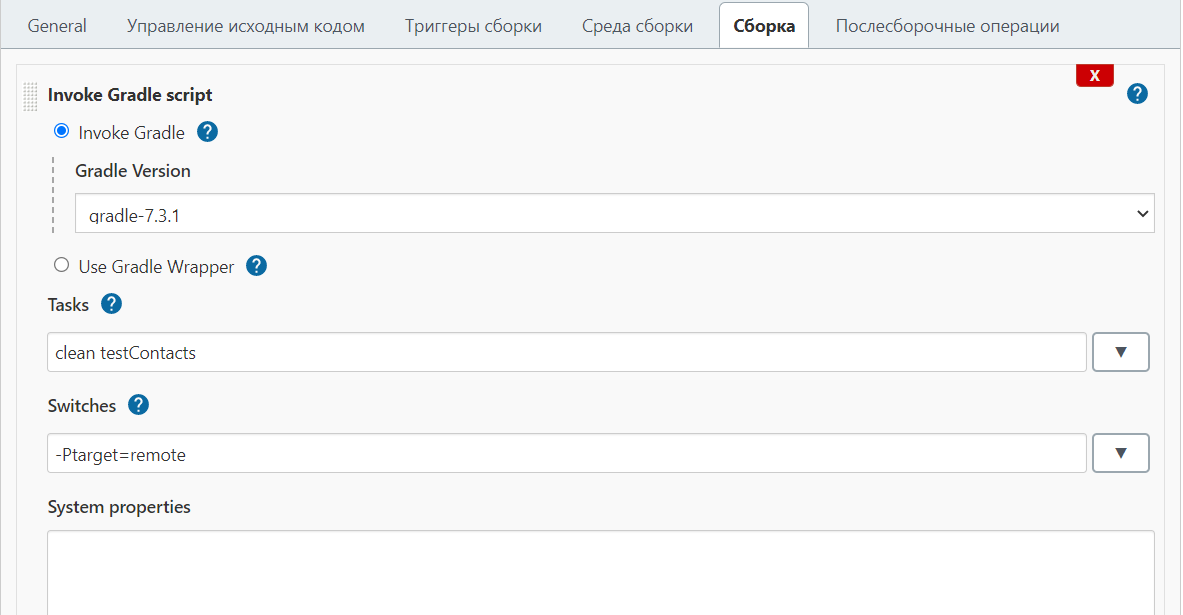 General Управление исходным кодом Триггеры сборки Среда сборки Сборка Послесборочные операции
X
Invoke Gradle script ?
Invoke Gradle ?
Gradle Version
gradle-7.3.1
Use Gradle Wrapper ?
Tasks ?
clean testContacts
Switches ?
-Ptarget=remote
System properties